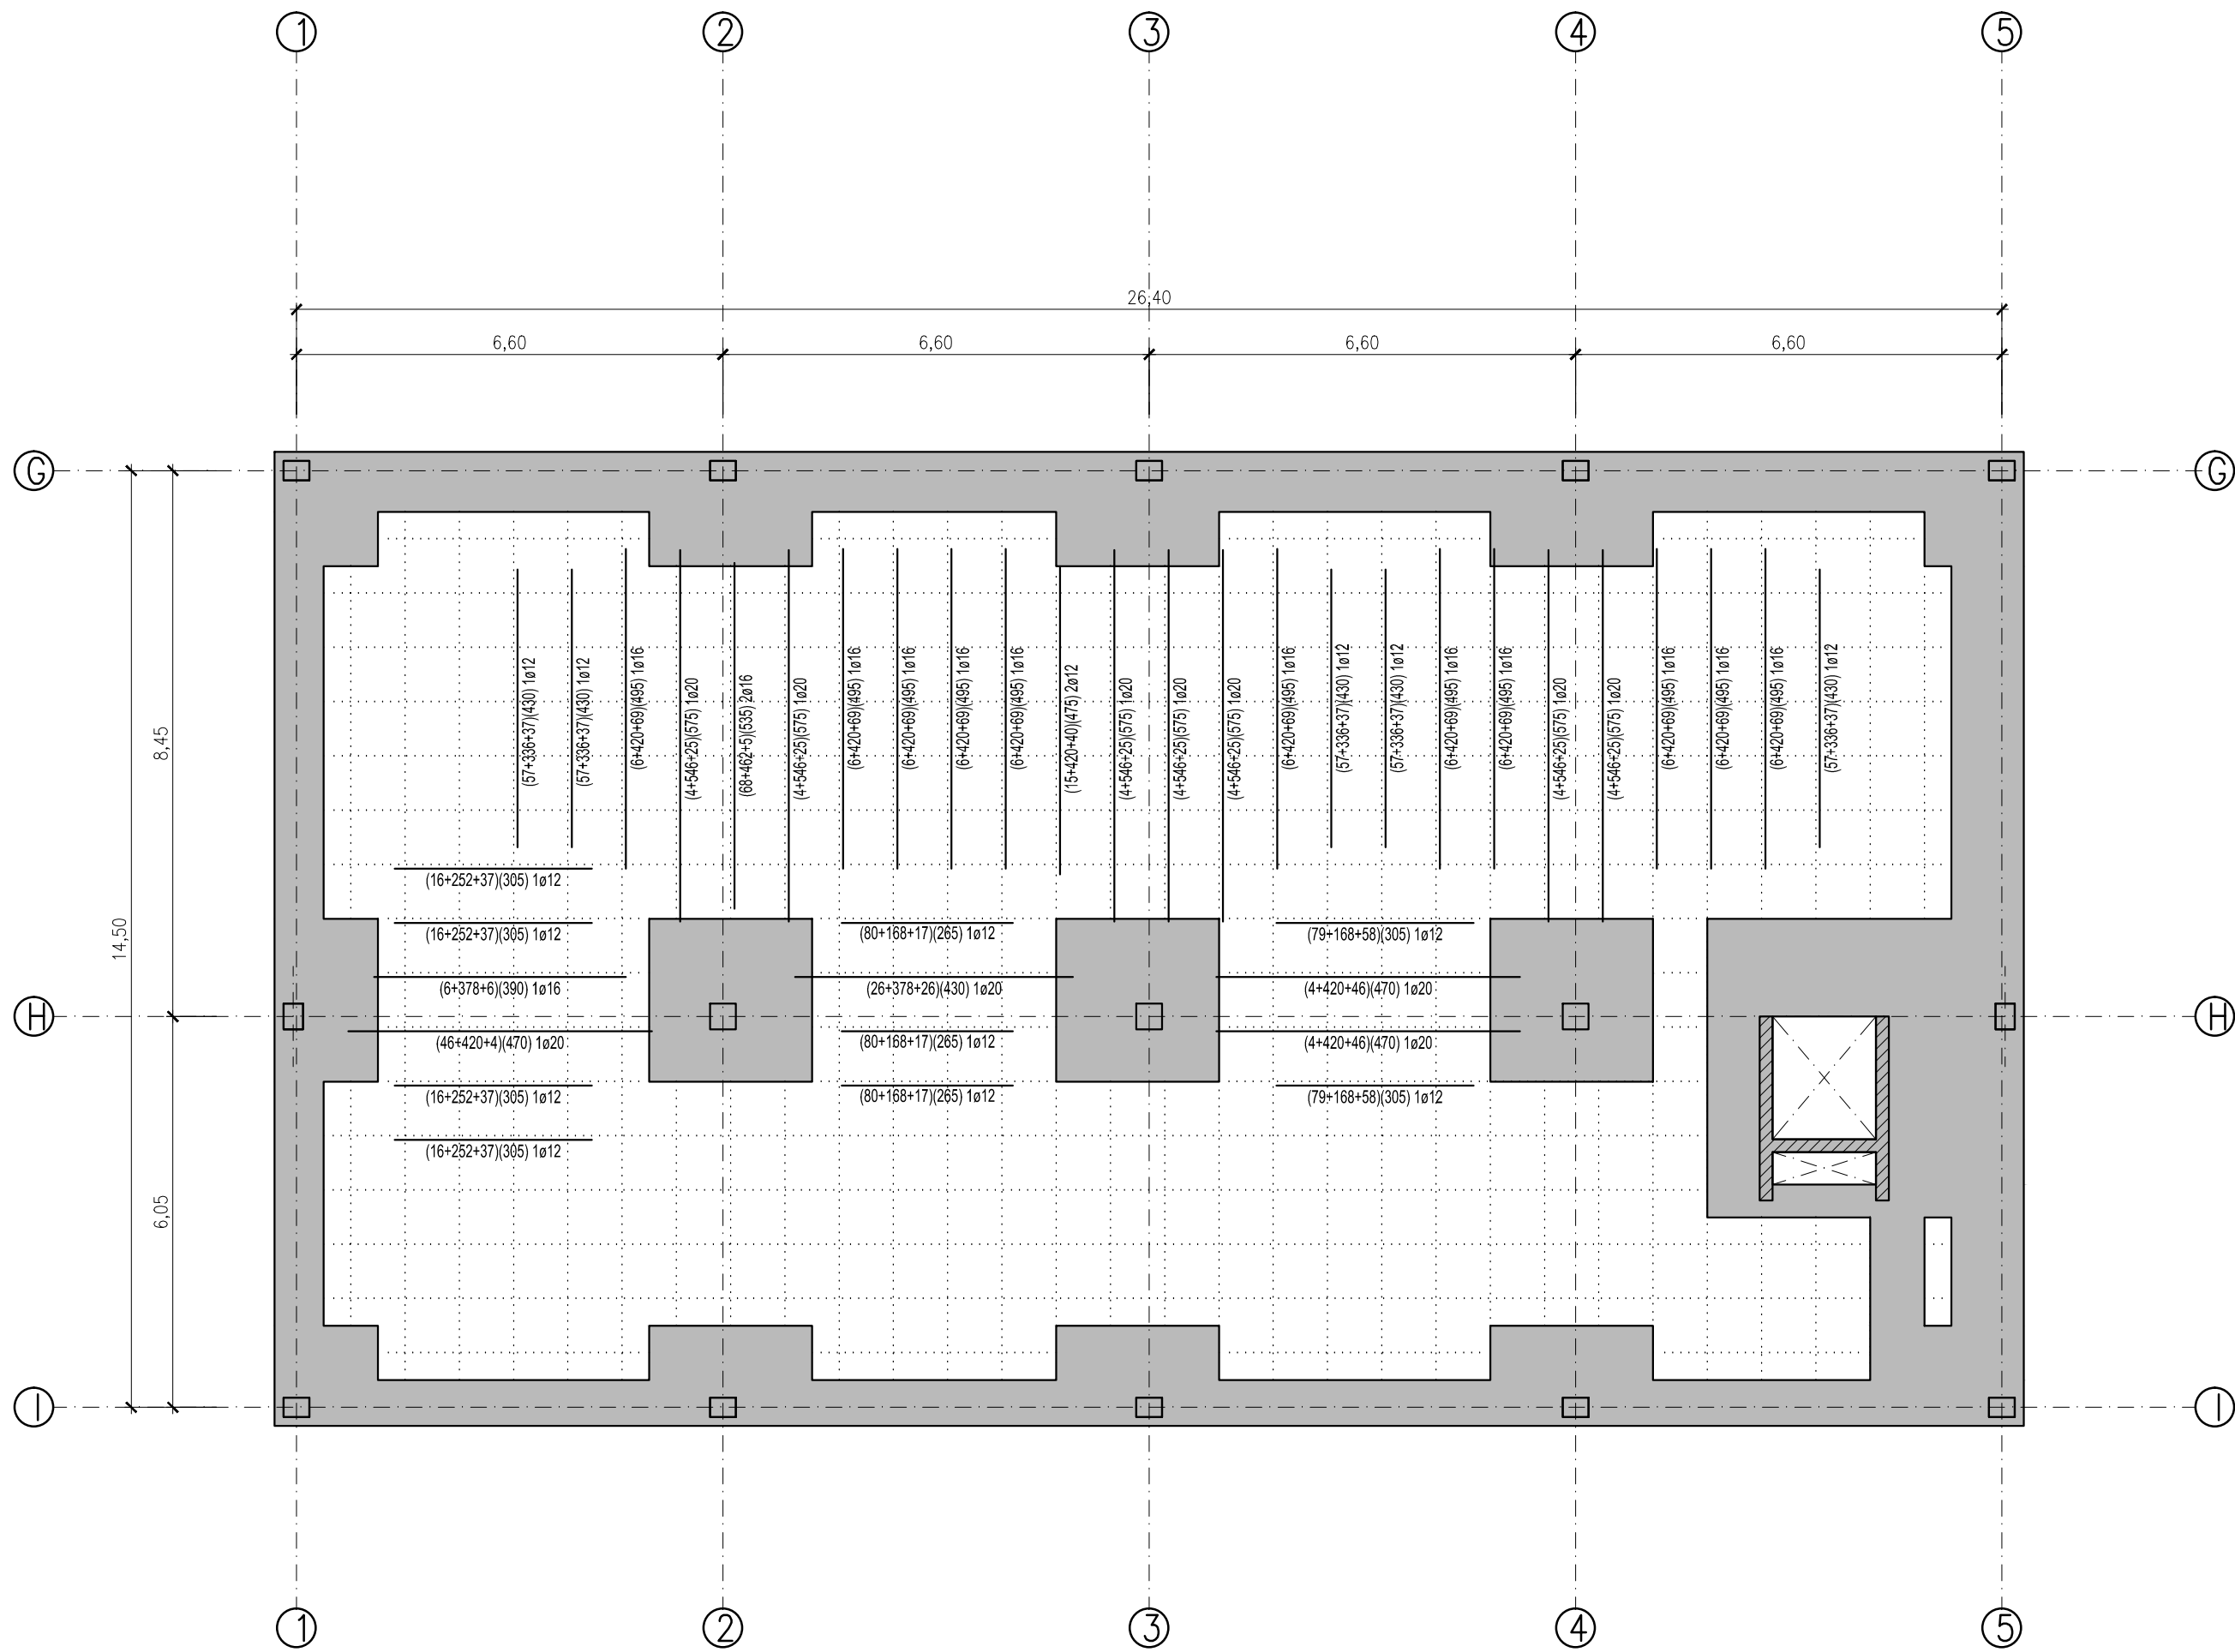 1 2 3 4 5
26,40
6,60 6,60 6,60 6,60
G G
8,45
14,50
6,05
(57+336+37)(430) 1ø12
(57+336+37)(430) 1ø12
(6+420+69)(495) 1ø16
(4+546+25)(575) 1ø20
(68+462+5)(535) 2ø16
(4+546+25)(575) 1ø20
(6+420+69)(495) 1ø16
(6+420+69)(495) 1ø16
(6+420+69)(495) 1ø16
(6+420+69)(495) 1ø16
(15+420+40)(475) 2ø12
(4+546+25)(575) 1ø20
(4+546+25)(575) 1ø20
(4+546+25)(575) 1ø20
(6+420+69)(495) 1ø16
(57+336+37)(430) 1ø12
(57+336+37)(430) 1ø12
(6+420+69)(495) 1ø16
(6+420+69)(495) 1ø16
(4+546+25)(575) 1ø20
(4+546+25)(575) 1ø20
(6+420+69)(495) 1ø16
(6+420+69)(495) 1ø16
(6+420+69)(495) 1ø16
(57+336+37)(430) 1ø12
(16+252+37)(305) 1ø12
(16+252+37)(305) 1ø12
(80+168+17)(265) 1ø12
(79+168+58)(305) 1ø12
(6+378+6)(390) 1ø16
(26+378+26)(430) 1ø20
(4+420+46)(470) 1ø20
H H
(46+420+4)(470) 1ø20
(80+168+17)(265) 1ø12
(4+420+46)(470) 1ø20
(16+252+37)(305) 1ø12
(80+168+17)(265) 1ø12
(79+168+58)(305) 1ø12
(16+252+37)(305) 1ø12
I I
1 2 3 4 5